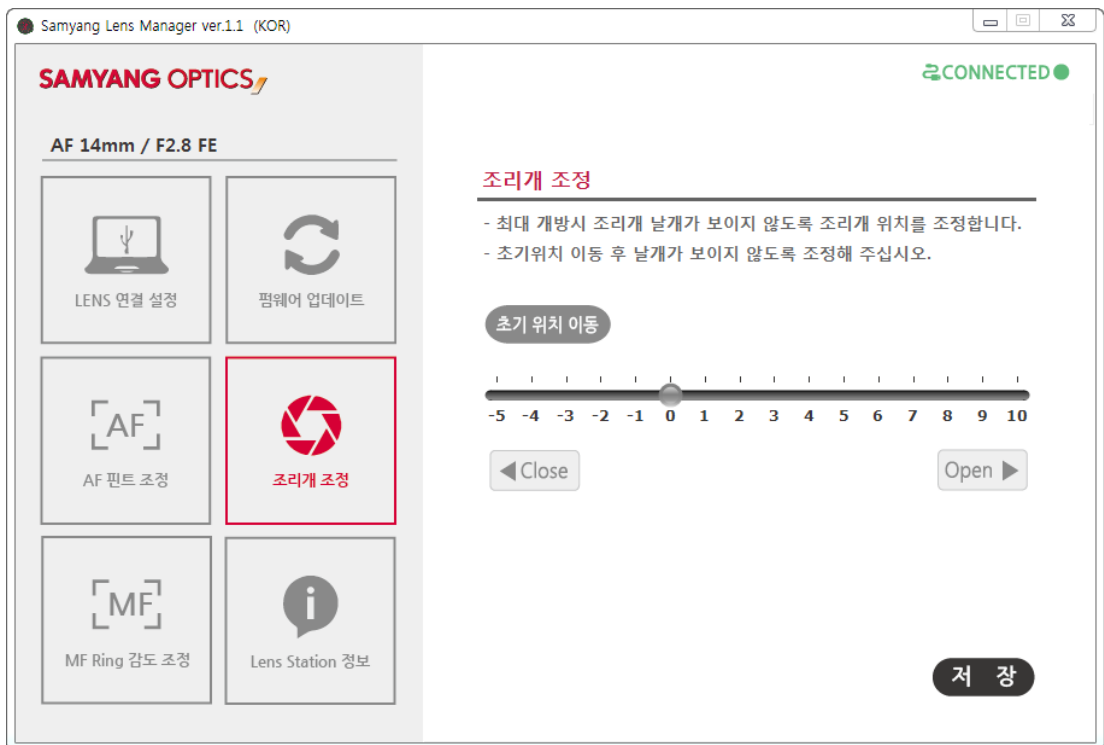 Samyang Lens Manager ver.1.1 (KOR)
SAMYANG OPTICS
CONNECTED
AF 14mm / F2.8 FE
LENS 연결 설정
펌웨어 업데이트
AF
AF 핀트 조정
조리개 조정
MF
MF Ring 감도 조정
i
Lens Station 정보
조리개 조정
- 최대 개방시 조리개 날개가 보이지 않도록 조리개 위치를 조정합니다.
- 초기위치 이동 후 날개가 보이지 않도록 조정해 주십시오.
초기 위치 이동
-5 -4 -3 -2 -1 0 1 2 3 4 5 6 7 8 9 10
Close
Open
저 장